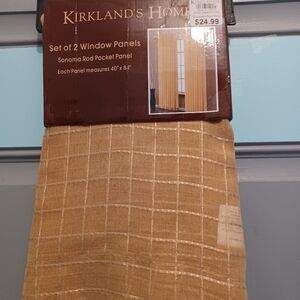 KIRKLAND'S HOME
$24.99
Set of 2 Window Panels
Sonoma Rod Pocket Panel
Each Panel measures 40" x 84"